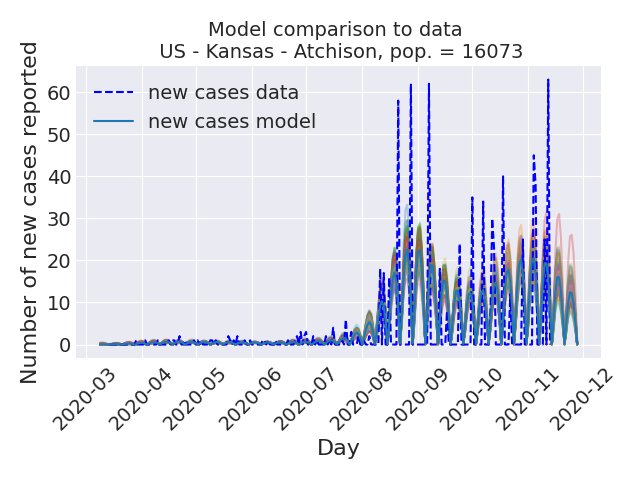 Model comparison to data
US - Kansas - Atchison, pop. = 16073
Number of new cases reported
60
50
40
30
20
10
0
new cases data
new cases model
2020-03
2020-04
2020-05
2020-06
2020-07
2020-08
2020-09
2020-10
2020-11
2020-12
Day